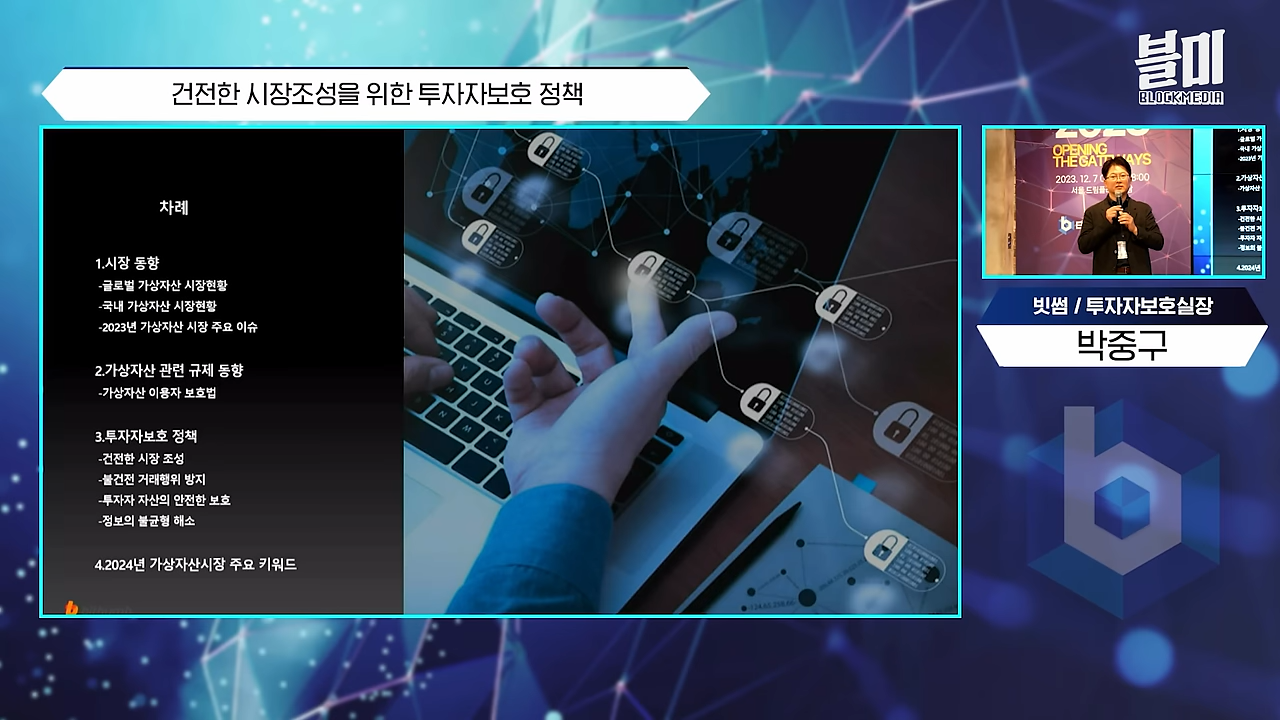 건전한 시장조성을 위한 투자자보호 정책
블미
BLOCKMEDIA
차례
1.시장 동향
-글로벌 가상자산 시장현황
-국내 가상자산 시장현황
-2023년 가상자산 시장 주요 이슈
2.가상자산 관련 규제 동향
-가상자산 이용자 보호법
3.투자자보호 정책
-건전한 시장 조성
-불건전 거래행위 방지
-투자자 자산의 안전한 보호
-정보의 불균형 해소
4.2024년 가상자산시장 주요 키워드
OPENING
THE GATEWAYS
2023. 12. 7
빗썸 / 투자자보호실장
박중구